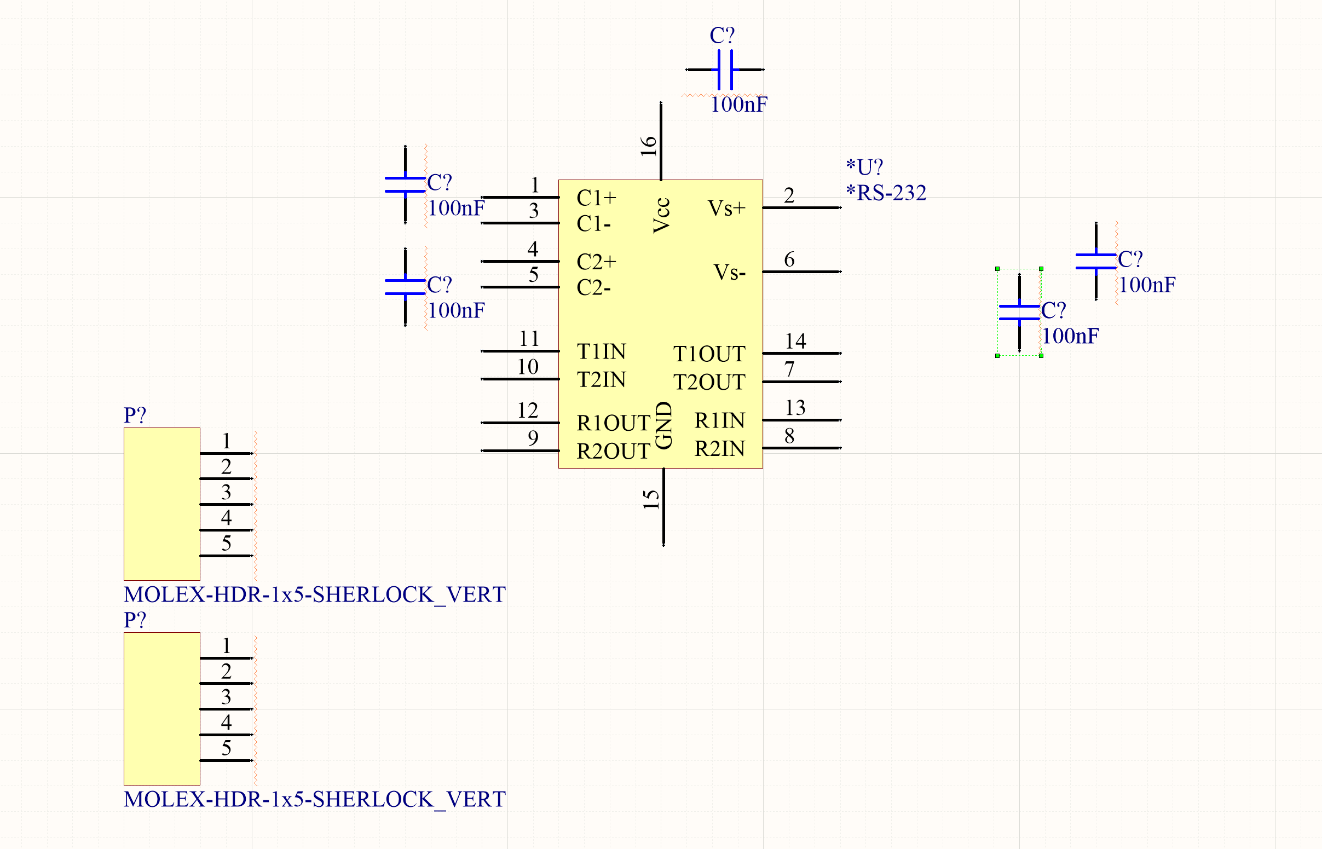 C?
100nF
16
C?
100nF
C?
100nF
1
3
4
5
11
10
12
9
C1+
C1-
C2+
C2-
T1IN
T2IN
R1OUT
R2OUT
Vcc
GND
Vs+
Vs-
T1OUT
T2OUT
R1IN
R2IN
2
6
14
7
13
8
15
*U?
*RS-232
C?
100nF
C?
100nF
P?
1
2
3
4
5
MOLEX-HDR-1x5-SHERLOCK_VERT
P?
1
2
3
4
5
MOLEX-HDR-1x5-SHERLOCK_VERT